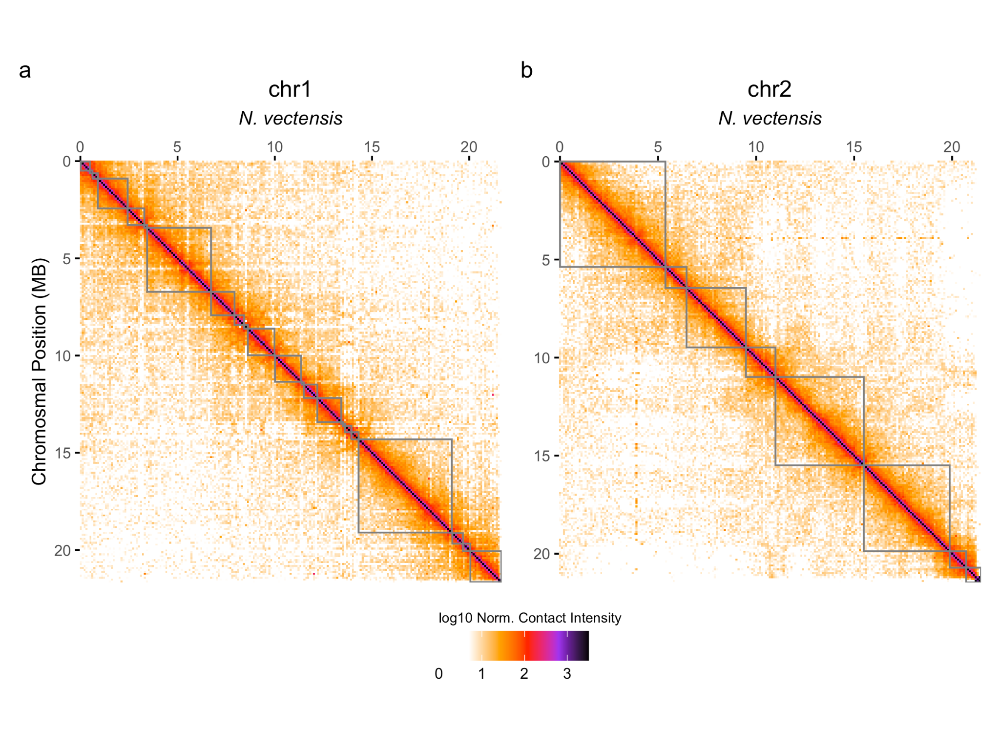 a
b
chr1
chr2
N. vectensis
N. vectensis
0 5 10 15 20
0 5 10 15 20
0
5
10
15
20
0
5
10
15
20
Chromosmal Position (MB)
log10 Norm. Contact Intensity
0 1 2 3